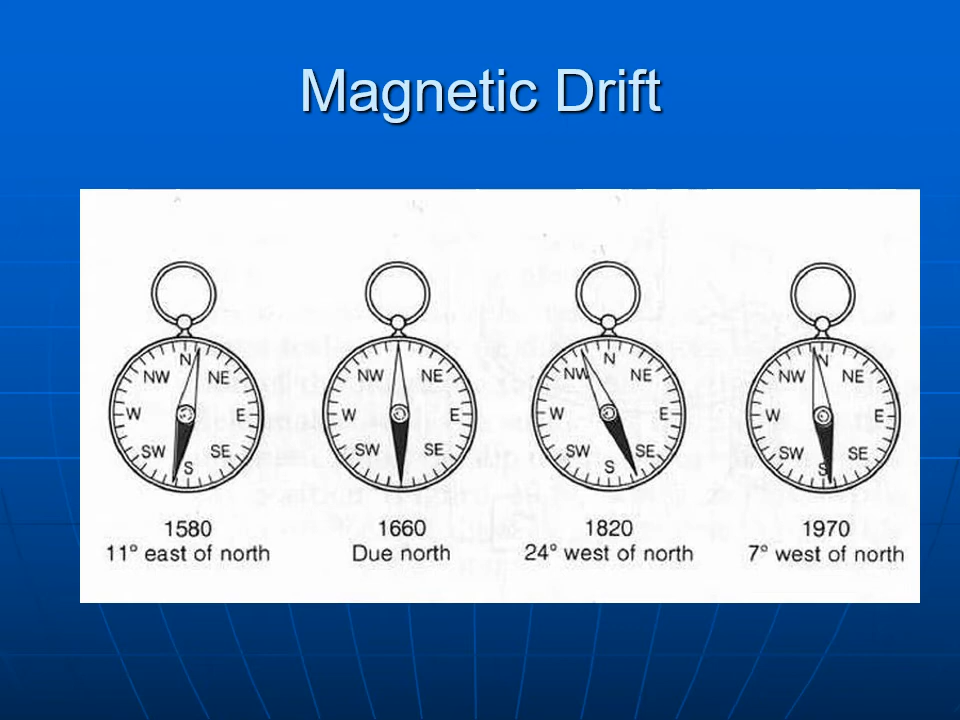 Magnetic Drift
N
NW NE
W E
SW SE
S
NW NE
W E
SW SE
N
NW NE
W E
SW SE
S
N
NW NE
W E
SW SE
S
1580 1660 1820 1970
11° east of north Due north 24° west of north 7° west of north